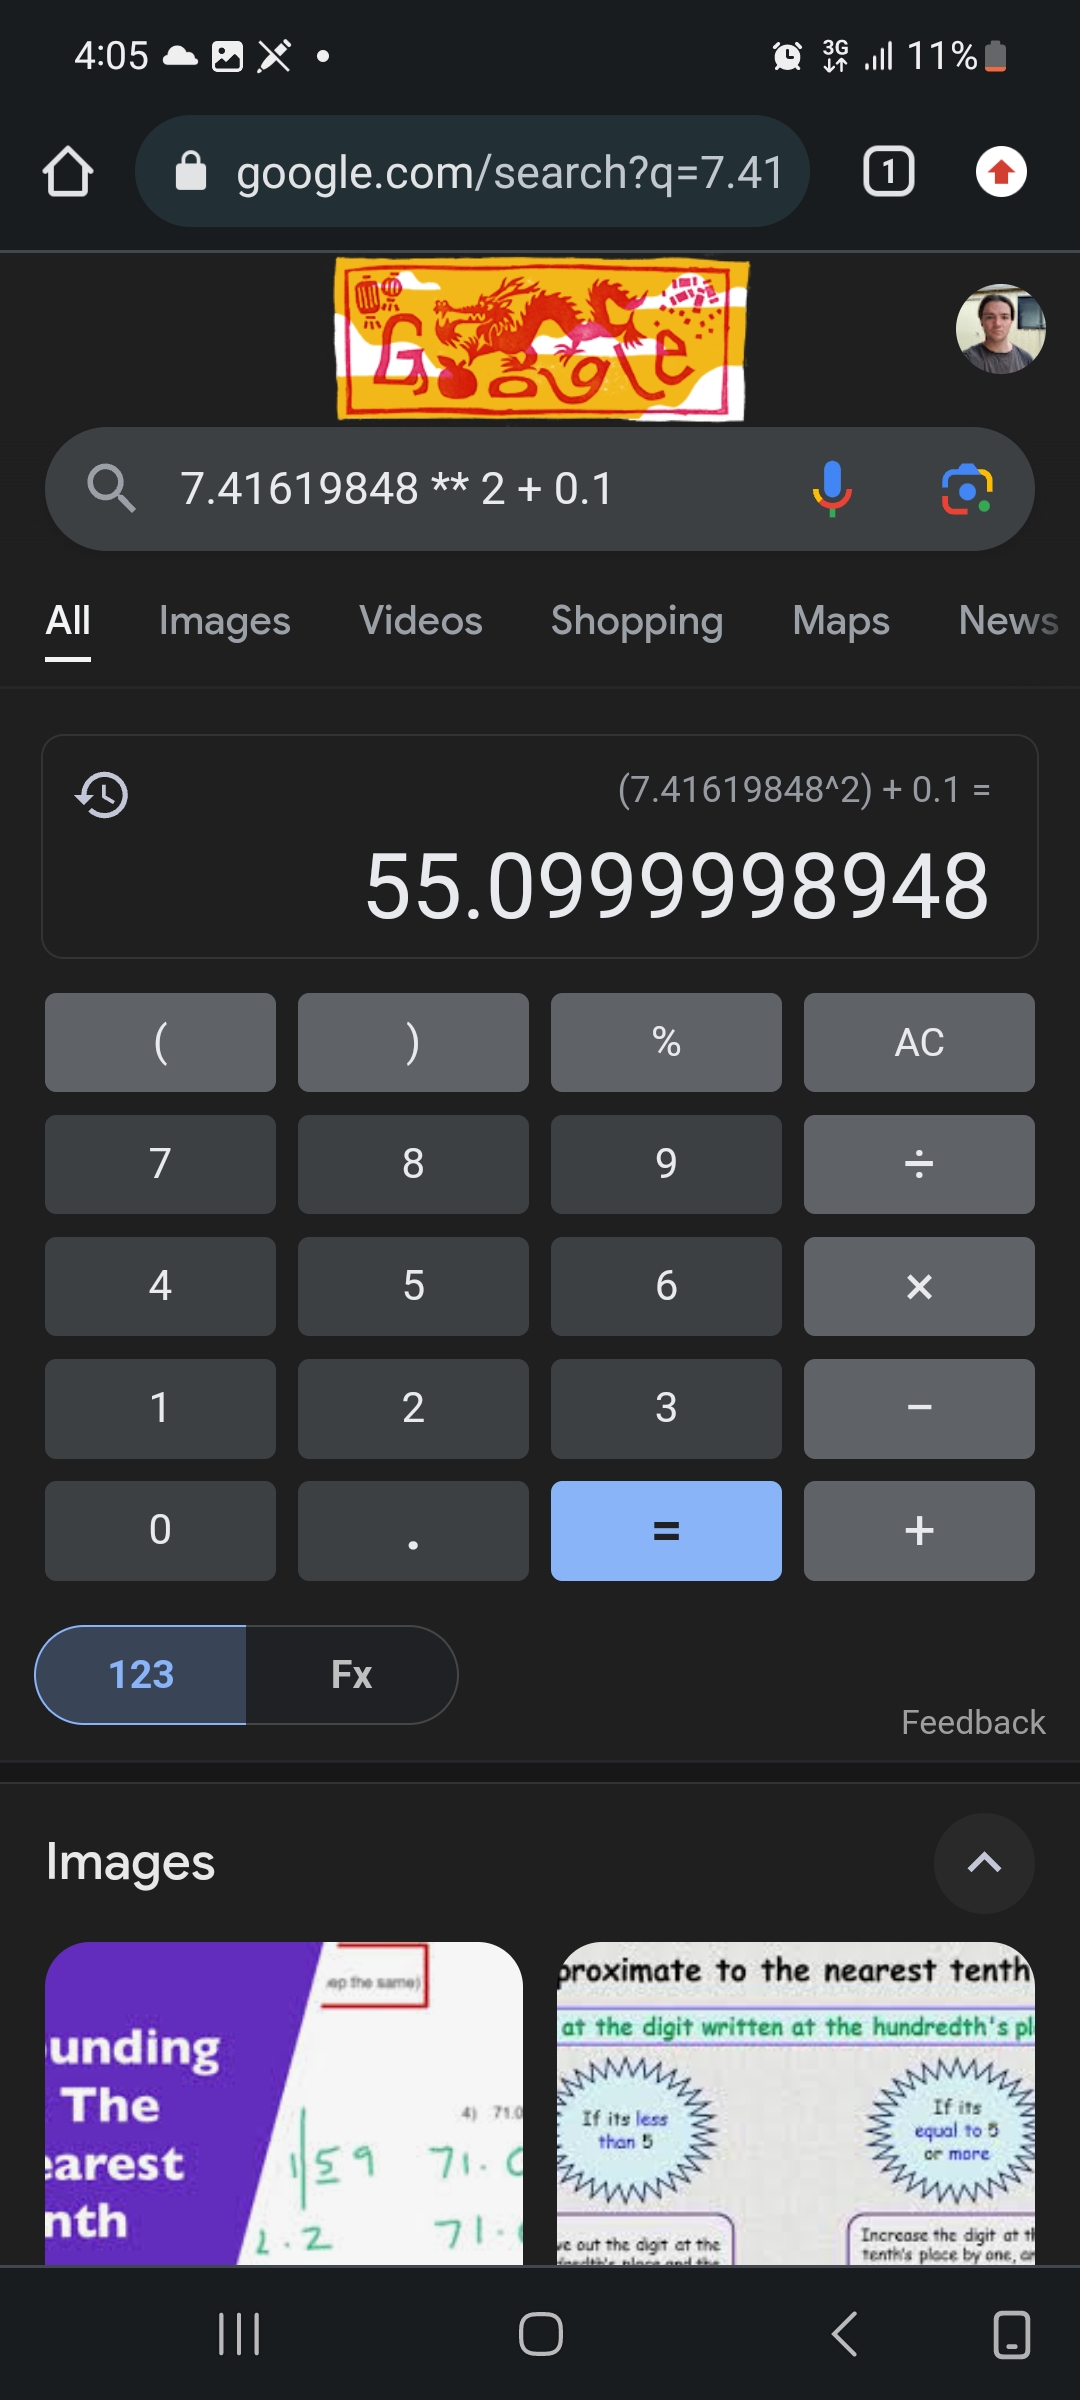 4:05
3G
11%
google.com/search?q=7.41
1
Google
7.41619848 ** 2 + 0.1
All Images Videos Shopping Maps News
(7.41619848^2) + 0.1 =
55.0999998948
( ) % AC
7 8 9 ÷
4 5 6 ×
1 2 3 −
0 . = +
123 Fx
Feedback
Images
ep the same)
unding
The
earest
nth
4) 71.0
59 71.
2.2 71.
proximate to the nearest tenth
at the digit written at the hundredth's pl
If its less
than 5
If its
equal to 5
or more
ve out the digit at the
Increase the digit at th
tenth's place by one, an